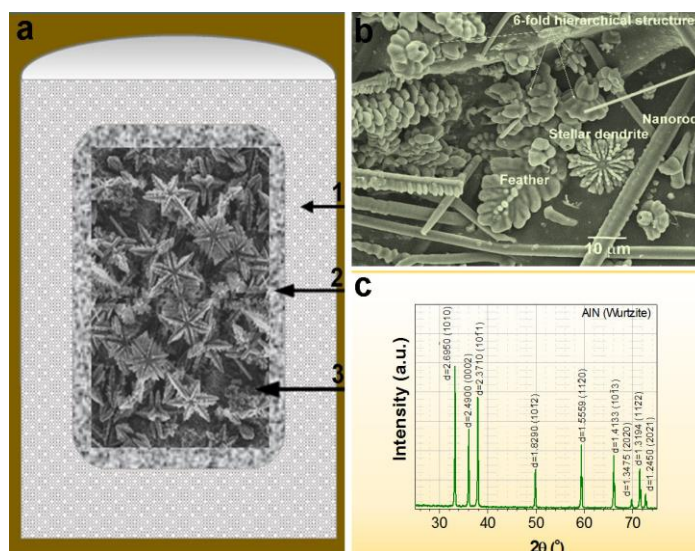 a
1
2
3
b
6-fold hierarchical structure
Nanorod
Stellar dendrite
Feather
10 µm
c
AlN (Wurtzite)
Intensity (a.u.)
d=2.6950 (1010)
d=2.4900 (0002)
d=2.3710 (1011)
d=1.8290 (1012)
d=1.5559 (1120)
d=1.4133 (1013)
d=1.3475 (2020)
d=1.3194 (1122)
d=1.2450 (2021)
30 40 50 60 70
2θ (°)